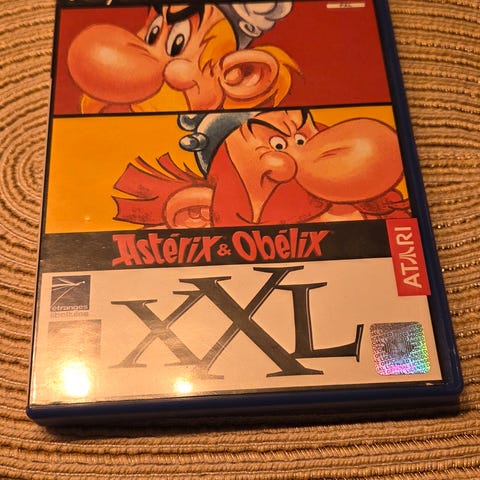 PAL
Astérix & Obélix
ATARI
XXL
étranges
libellules